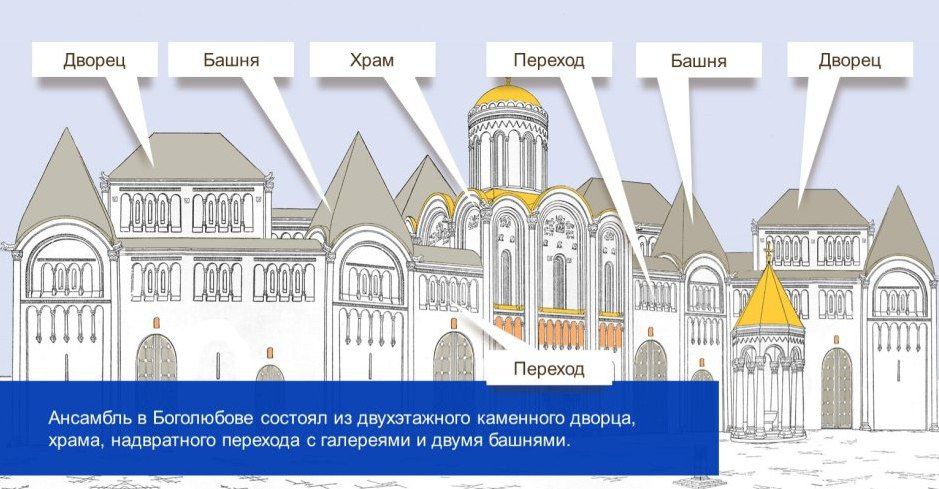 Дворец
Башня
Храм
Переход
Башня
Дворец
Переход
Ансамбль в Боголюбове состоял из двухэтажного каменного дворца,
храма, надвратного перехода с галереями и двумя башнями.